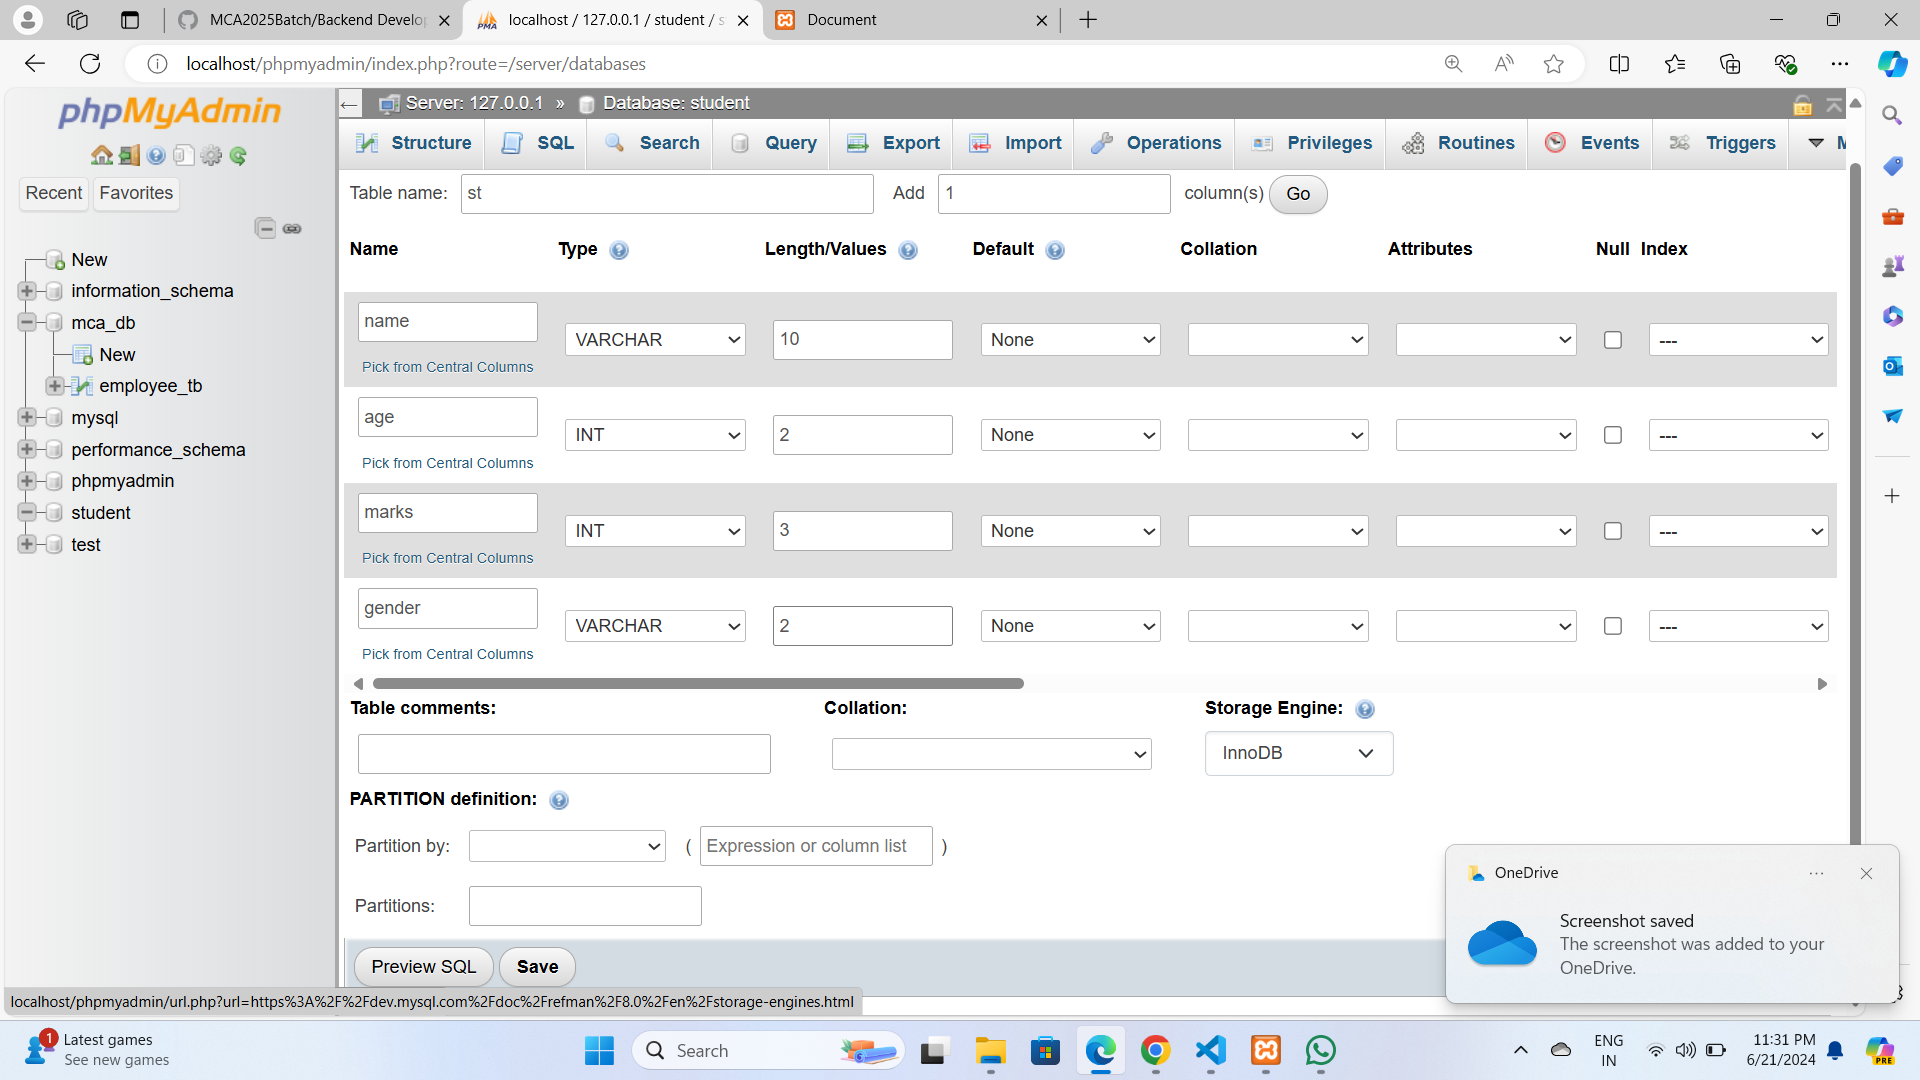 MCA2025Batch/Backend Develop
localhost / 127.0.0.1 / student / s
Document
localhost/phpmyadmin/index.php?route=/server/databases
phpMyAdmin
Recent
Favorites
New
information_schema
mca_db
New
employee_tb
mysql
performance_schema
phpmyadmin
student
test
Server: 127.0.0.1 » Database: student
Structure
SQL
Search
Query
Export
Import
Operations
Privileges
Routines
Events
Triggers
M
Table name: st Add 1 column(s) Go
Name Type Length/Values Default Collation Attributes Null Index
name VARCHAR 10 None ---
Pick from Central Columns
age INT 2 None ---
Pick from Central Columns
marks INT 3 None ---
Pick from Central Columns
gender VARCHAR 2 None ---
Pick from Central Columns
Table comments: Collation: Storage Engine:
InnoDB
PARTITION definition:
Partition by: ( Expression or column list )
Partitions:
Preview SQL Save
localhost/phpmyadmin/url.php?url=https%3A%2F%2Fdev.mysql.com%2Fdoc%2Frefman%2F8.0%2Fen%2Fstorage-engines.html
OneDrive
Screenshot saved
The screenshot was added to your
OneDrive.
1
Latest games
See new games
Search
ENG
IN
11:31 PM
6/21/2024
PRE